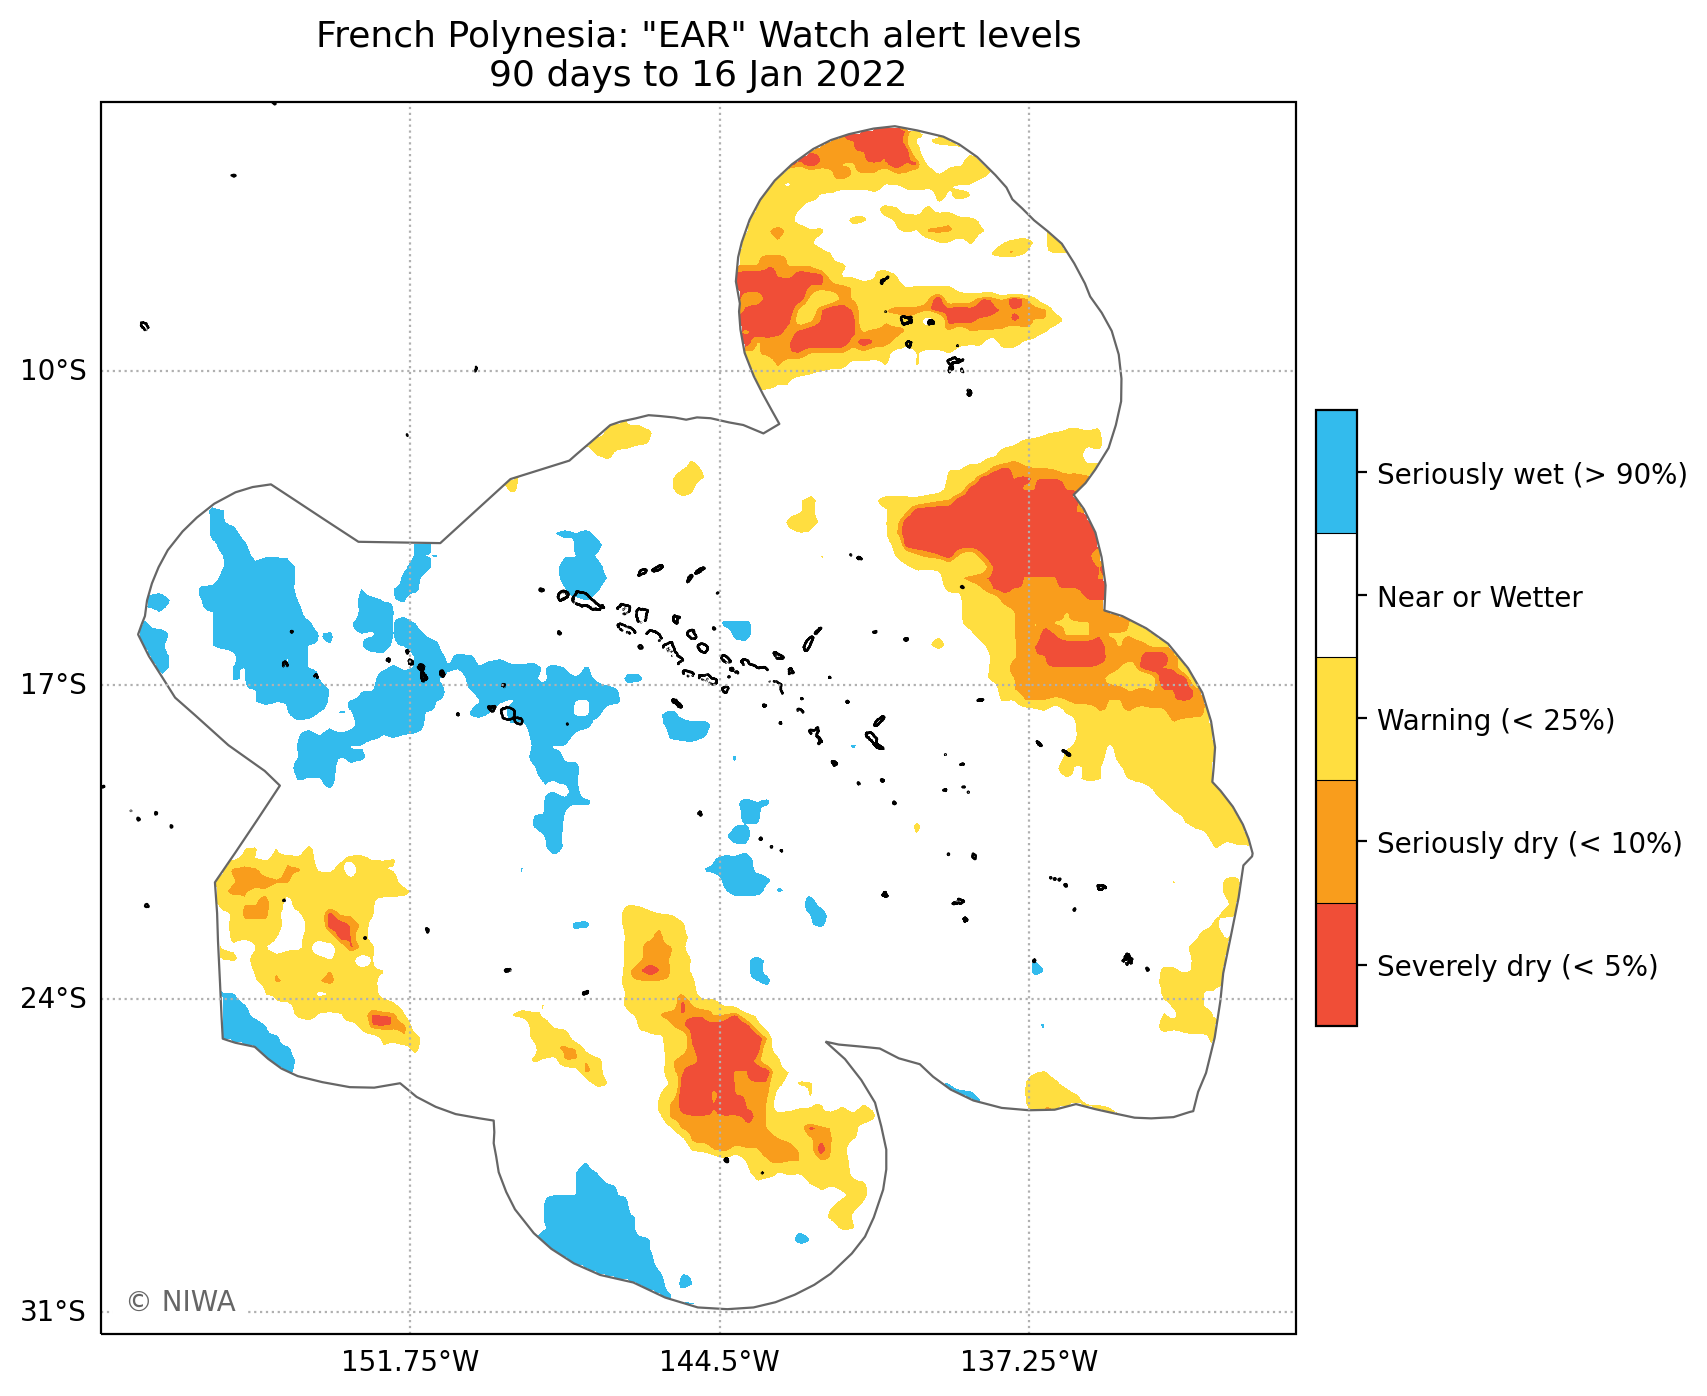 French Polynesia: "EAR" Watch alert levels
90 days to 16 Jan 2022
10°S
17°S
24°S
31°S
151.75°W
144.5°W
137.25°W
© NIWA
Seriously wet (> 90%)
Near or Wetter
Warning (< 25%)
Seriously dry (< 10%)
Severely dry (< 5%)